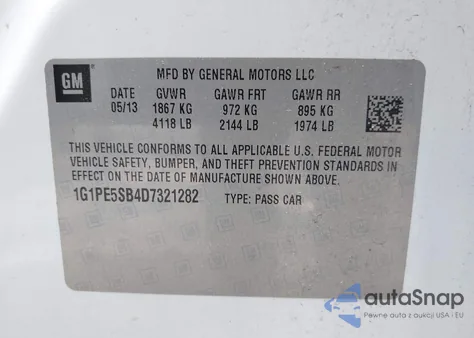 GM
MFD BY GENERAL MOTORS LLC
DATE GVWR GAWR FRT GAWR RR
05/13 1867 KG 972 KG 895 KG
4118 LB 2144 LB 1974 LB
THIS VEHICLE CONFORMS TO ALL APPLICABLE U.S. FEDERAL MOTOR
VEHICLE SAFETY, BUMPER, AND THEFT PREVENTION STANDARDS IN
EFFECT ON THE DATE OF MANUFACTURE SHOWN ABOVE.
1G1PE5SB4D7321282 TYPE: PASS CAR
autoSnap
Pewne auta z aukcji USA i EU